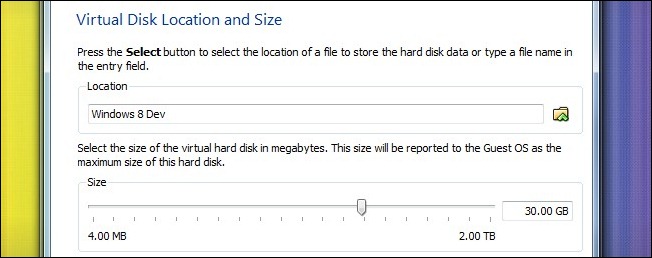 Virtual Disk Location and Size
Press the Select button to select the location of a file to store the hard disk data or type a file name in
the entry field.
Location
Windows 8 Dev
Select the size of the virtual hard disk in megabytes. This size will be reported to the Guest OS as the
maximum size of this hard disk.
Size
30.00 GB
4.00 MB 2.00 TB